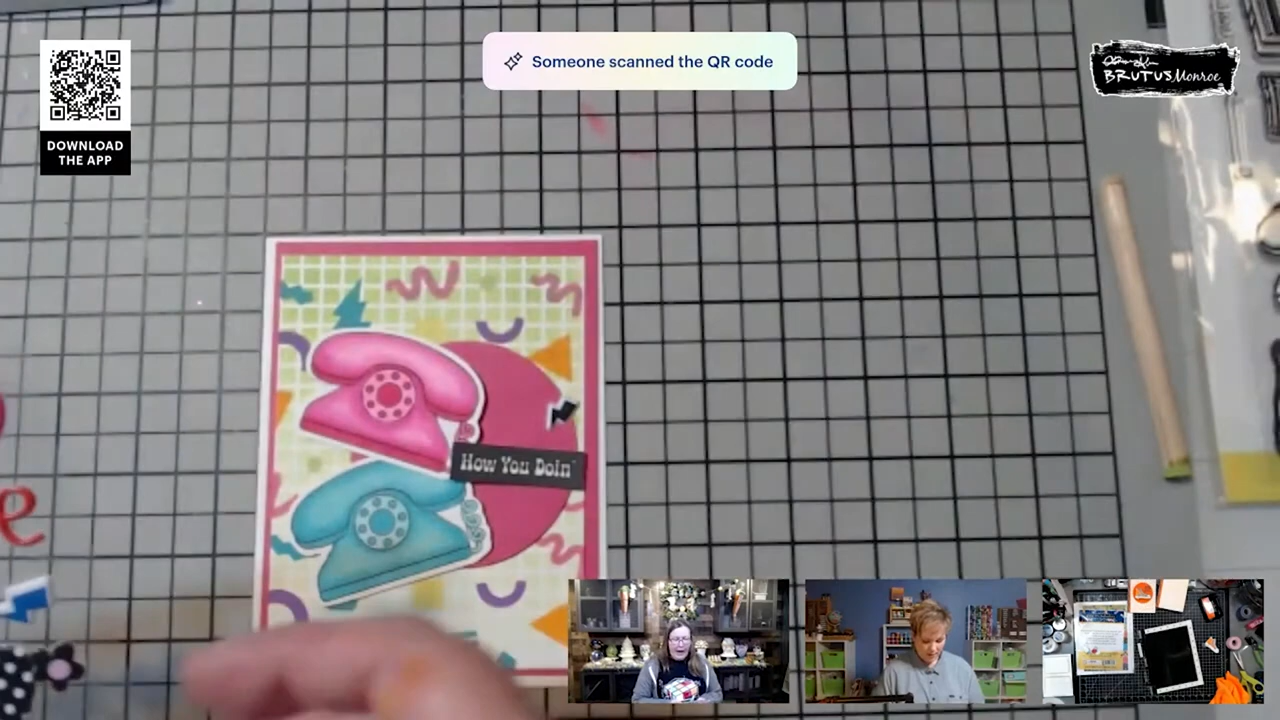 Someone scanned the QR code
BRUTUS Monroe
DOWNLOAD
THE APP
How You Doin'
e